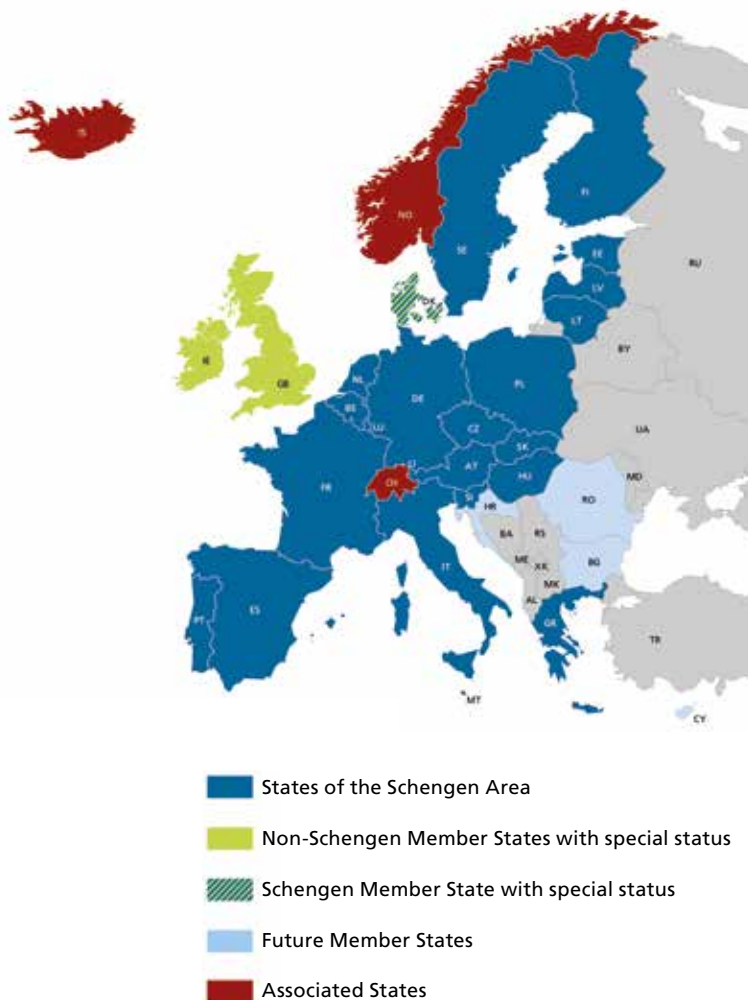 IS
NO
FI
SE
RU
EE
LV
DK
LT
BY
IE
GB
NL
DE
PL
BE
LU
CZ
UA
SK
LI
AT
HU
MD
FR
CH
SI
HR
RO
BA
RS
IT
ME
XK
BG
MK
AL
PT
ES
GR
TR
MT
CY
States of the Schengen Area
Non-Schengen Member States with special status
Schengen Member State with special status
Future Member States
Associated States